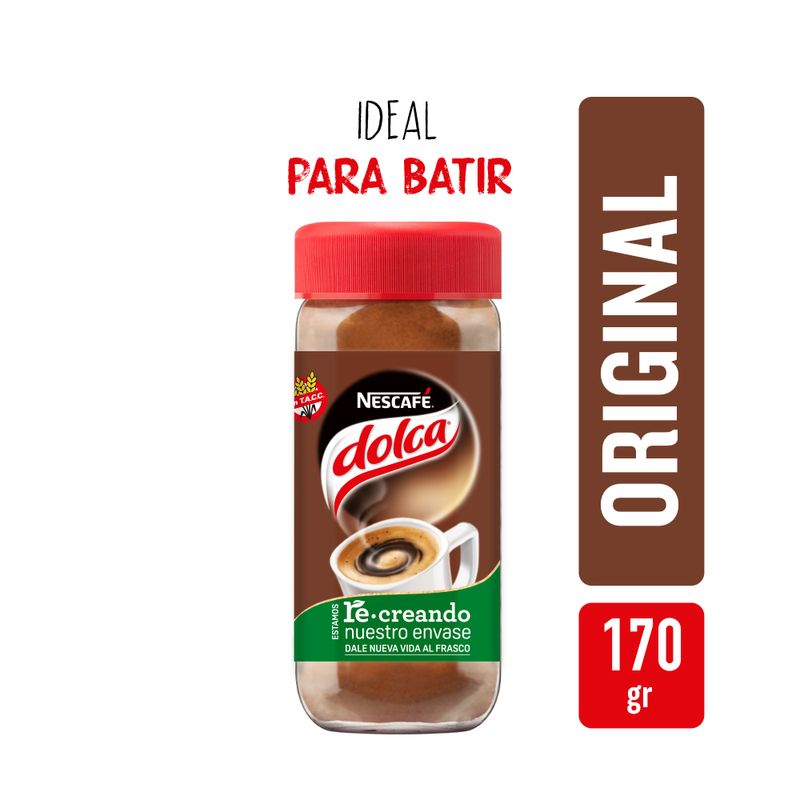 IDEAL
PARA BATIR
T.A.C.C.
NESCAFÉ
dolca
ESTAMOS
re·creando
nuestro envase
DALE NUEVA VIDA AL FRASCO
ORIGINAL
170
gr